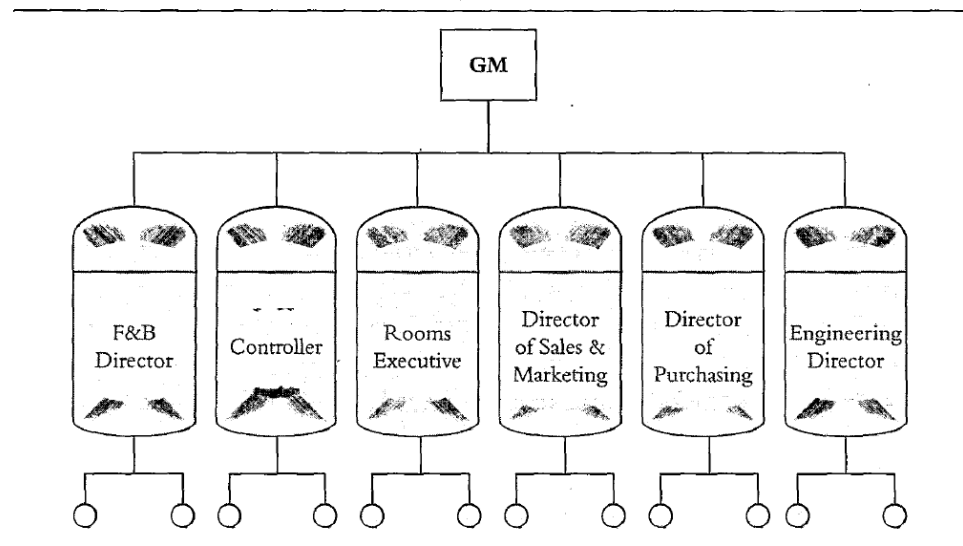 GM
F&B
Director
Controller
Rooms
Executive
Director
of Sales &
Marketing
Director
of
Purchasing
Engineering
Director